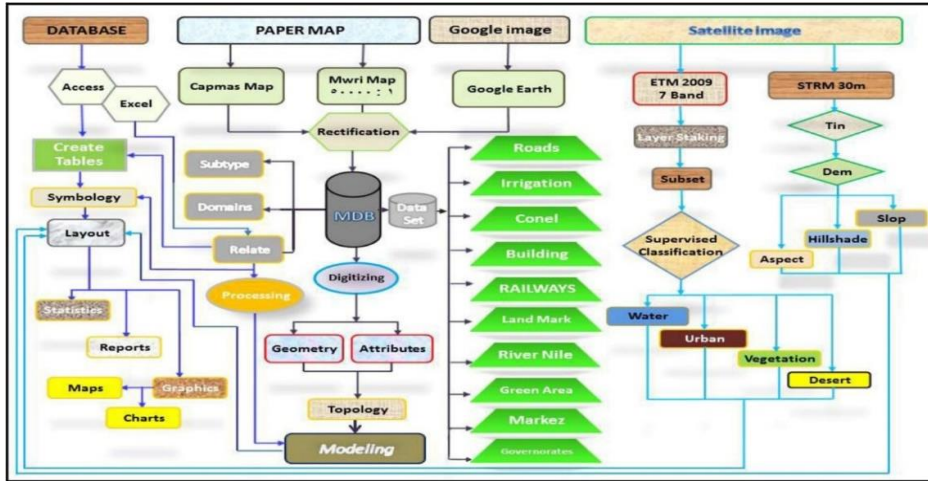 DATABASE
PAPER MAP
Google image
Satellite image
Access
Excel
Capmas Map
Mwri Map
٥٠٠٠٠:١
Google Earth
ETM 2009
7 Band
STRM 30m
Rectification
Layer Staking
Tin
Create
Tables
Subtype
Roads
Subset
Dem
Symbology
Domains
MDB
Data
Set
Irrigation
Conel
Layout
Relate
Supervised
Classification
Slop
Hillshade
Aspect
Building
Processing
Digitizing
RAILWAYS
Statistics
Water
Land Mark
Urban
Reports
Geometry
Attributes
River Nile
Vegetation
Maps
Graphics
Green Area
Desert
Charts
Topology
Markez
Modeling
Governorates